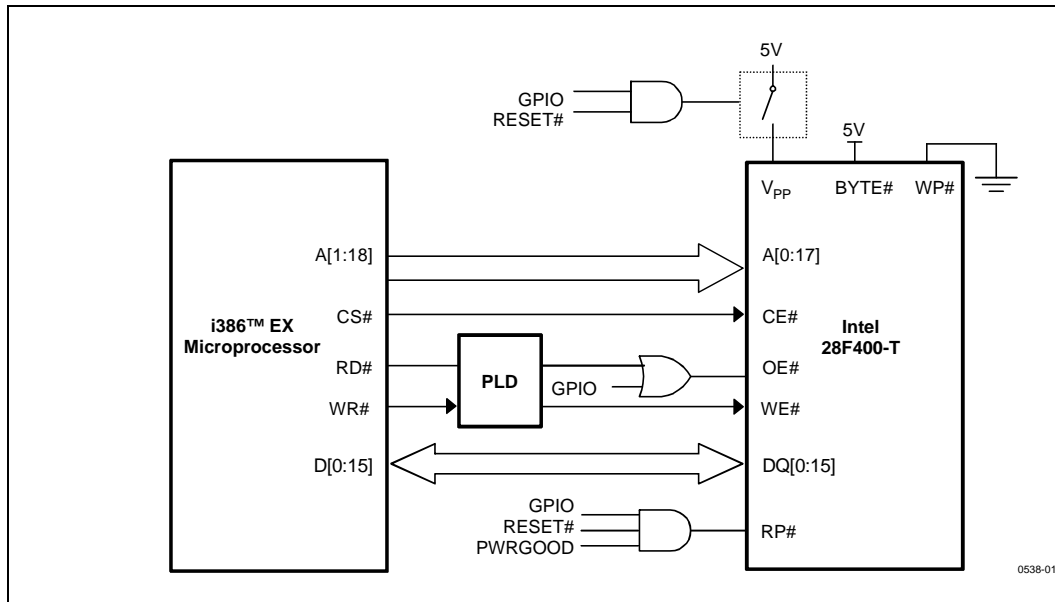 5V
GPIO
RESET#
5V
VPP
BYTE#
WP#
A[1:18]
A[0:17]
i386™ EX
Microprocessor
CS#
CE#
Intel
28F400-T
RD#
PLD
GPIO
OE#
WR#
WE#
D[0:15]
DQ[0:15]
GPIO
RESET#
PWRGOOD
RP#
0538-01